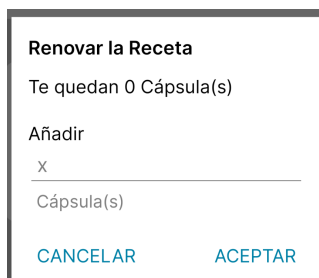 Renovar la Receta
Te quedan 0 Cápsula(s)
Añadir
x
Cápsula(s)
CANCELAR ACEPTAR